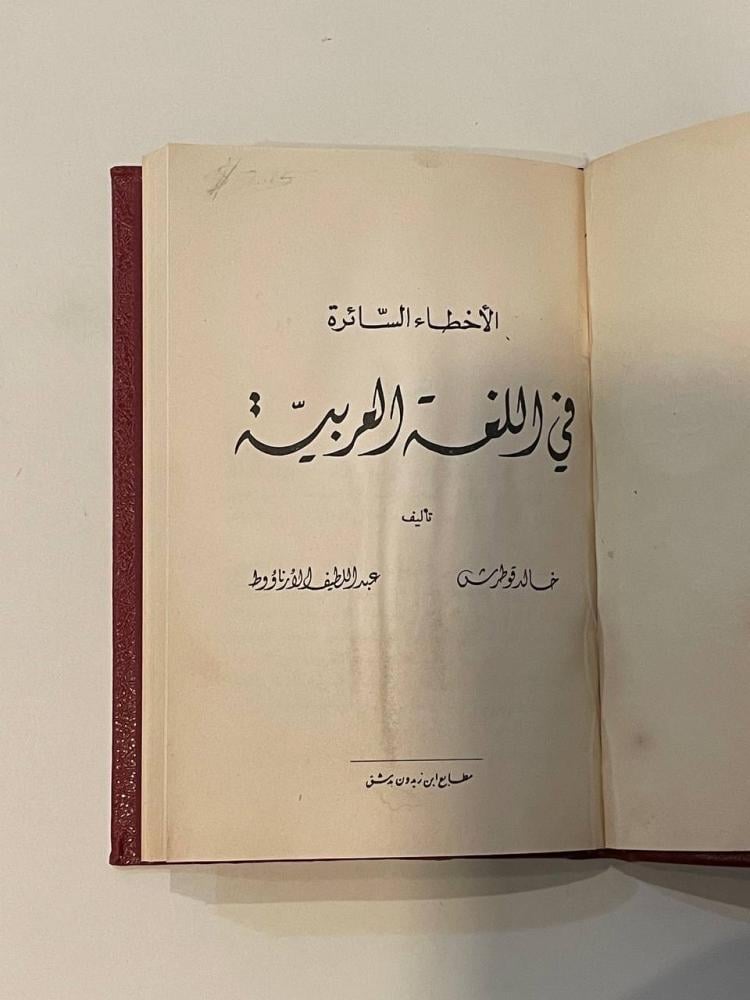 الأخطاء السّائرة
في اللغة العربيّة
تأليف
خالد قوطرش عبد اللطيف الأرناؤوط
مطابع ابن زيدون بدمشق